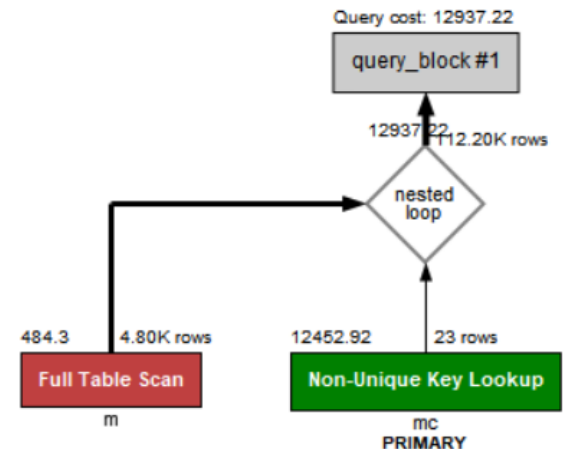 Query cost: 12937.22
query_block #1
12937.22
112.20K rows
nested
loop
484.3
4.80K rows
12452.92
23 rows
Full Table Scan
Non-Unique Key Lookup
m
mc
PRIMARY